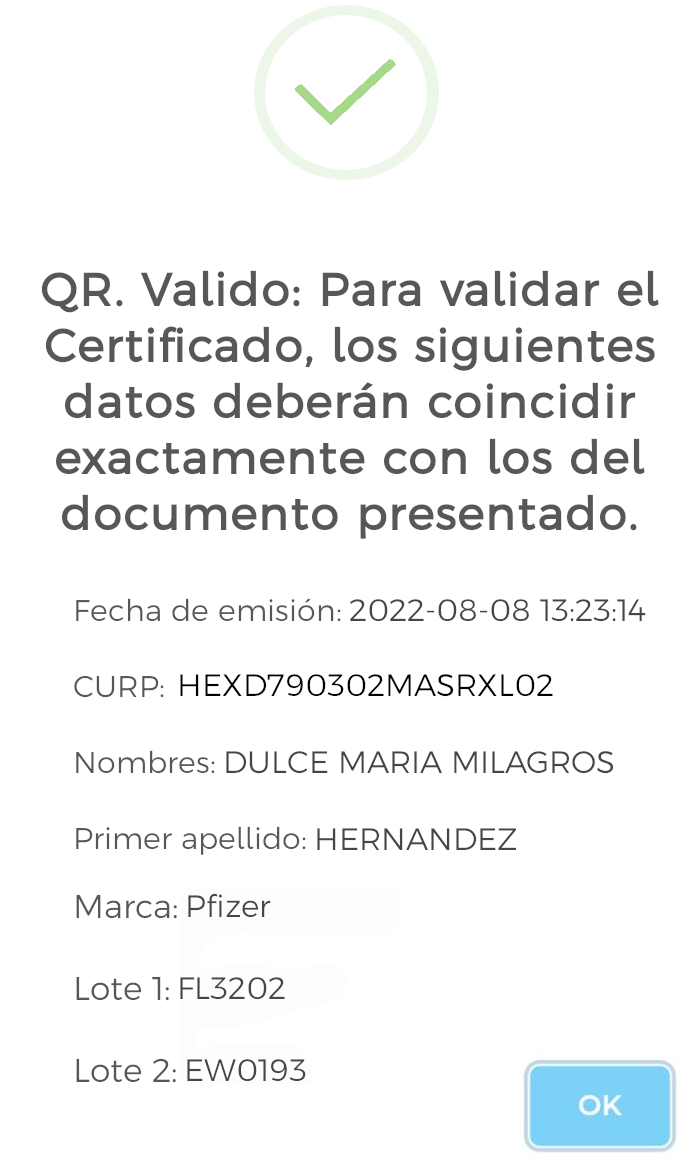 QR. Valido: Para validar el
Certificado, los siguientes
datos deberán coincidir
exactamente con los del
documento presentado.
Fecha de emisión: 2022-08-08 13:23:14
CURP: HEXD790302MASRXL02
Nombres: DULCE MARIA MILAGROS
Primer apellido: HERNANDEZ
Marca: Pfizer
Lote 1: FL3202
Lote 2: EW0193
OK